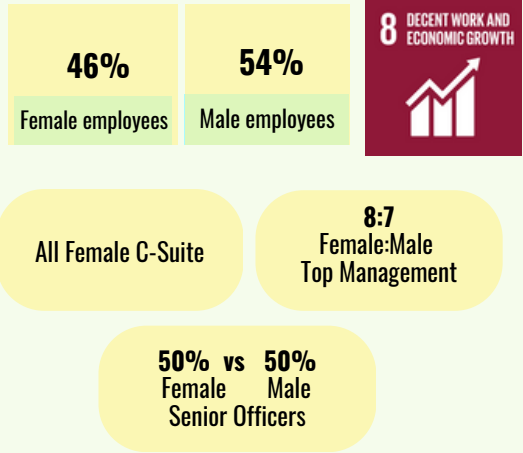 46%
Female employees
54%
Male employees
8 DECENT WORK AND
ECONOMIC GROWTH
All Female C-Suite
8:7
Female:Male
Top Management
50% vs 50%
Female Male
Senior Officers